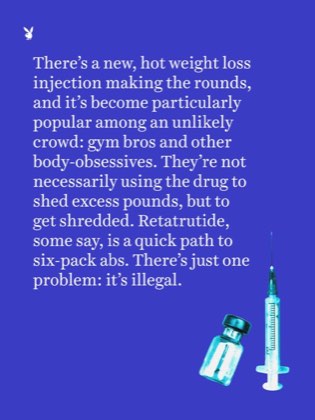 There’s a new, hot weight loss
injection making the rounds,
and it’s become particularly
popular among an unlikely
crowd: gym bros and other
body-obsessives. They’re not
necessarily using the drug to
shed excess pounds, but to
get shredded. Retatrutide,
some say, is a quick path to
six-pack abs. There’s just one
problem: it’s illegal.